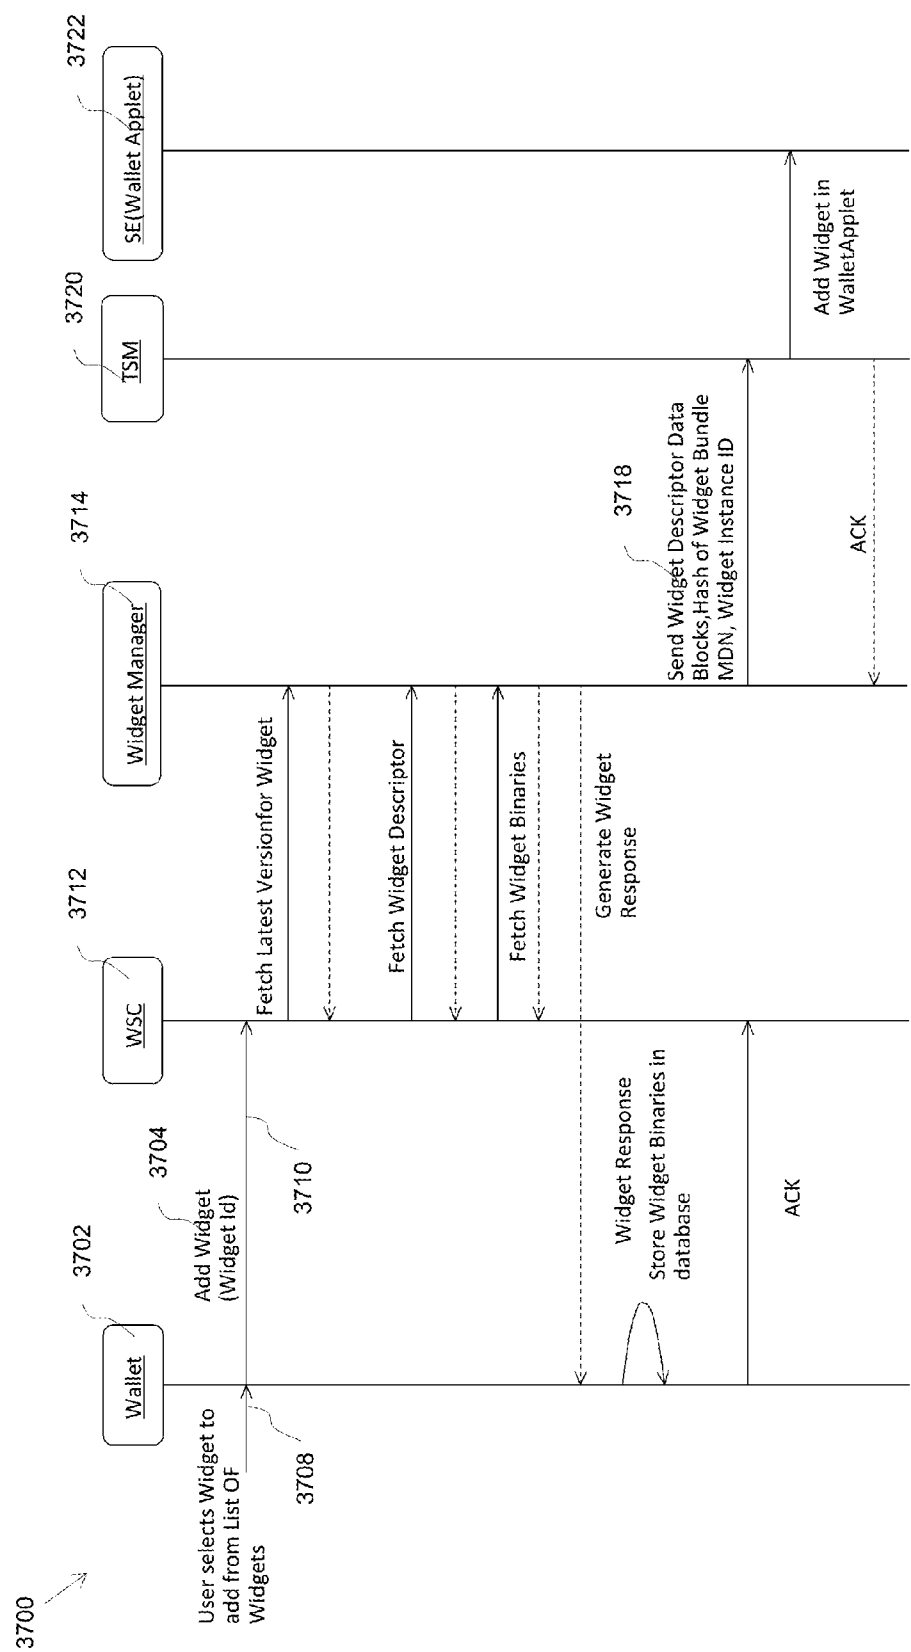 3700
Wallet
3702
WSC
3712
Widget Manager
3714
TSM
3720
SE(Wallet Applet)
3722
User selects Widget to
add from List OF
Widgets
3708
Add Widget
(Widget Id)
3704
3710
Fetch Latest Versionfor Widget
Fetch Widget Descriptor
Fetch Widget Binaries
Generate Widget
Response
Widget Response
Store Widget Binaries in
database
3718
Send Widget Descriptor Data
Blocks,Hash of Widget Bundle
MDN, Widget Instance ID
ACK
Add Widget in
WalletApplet
ACK